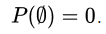 P(∅) = 0.